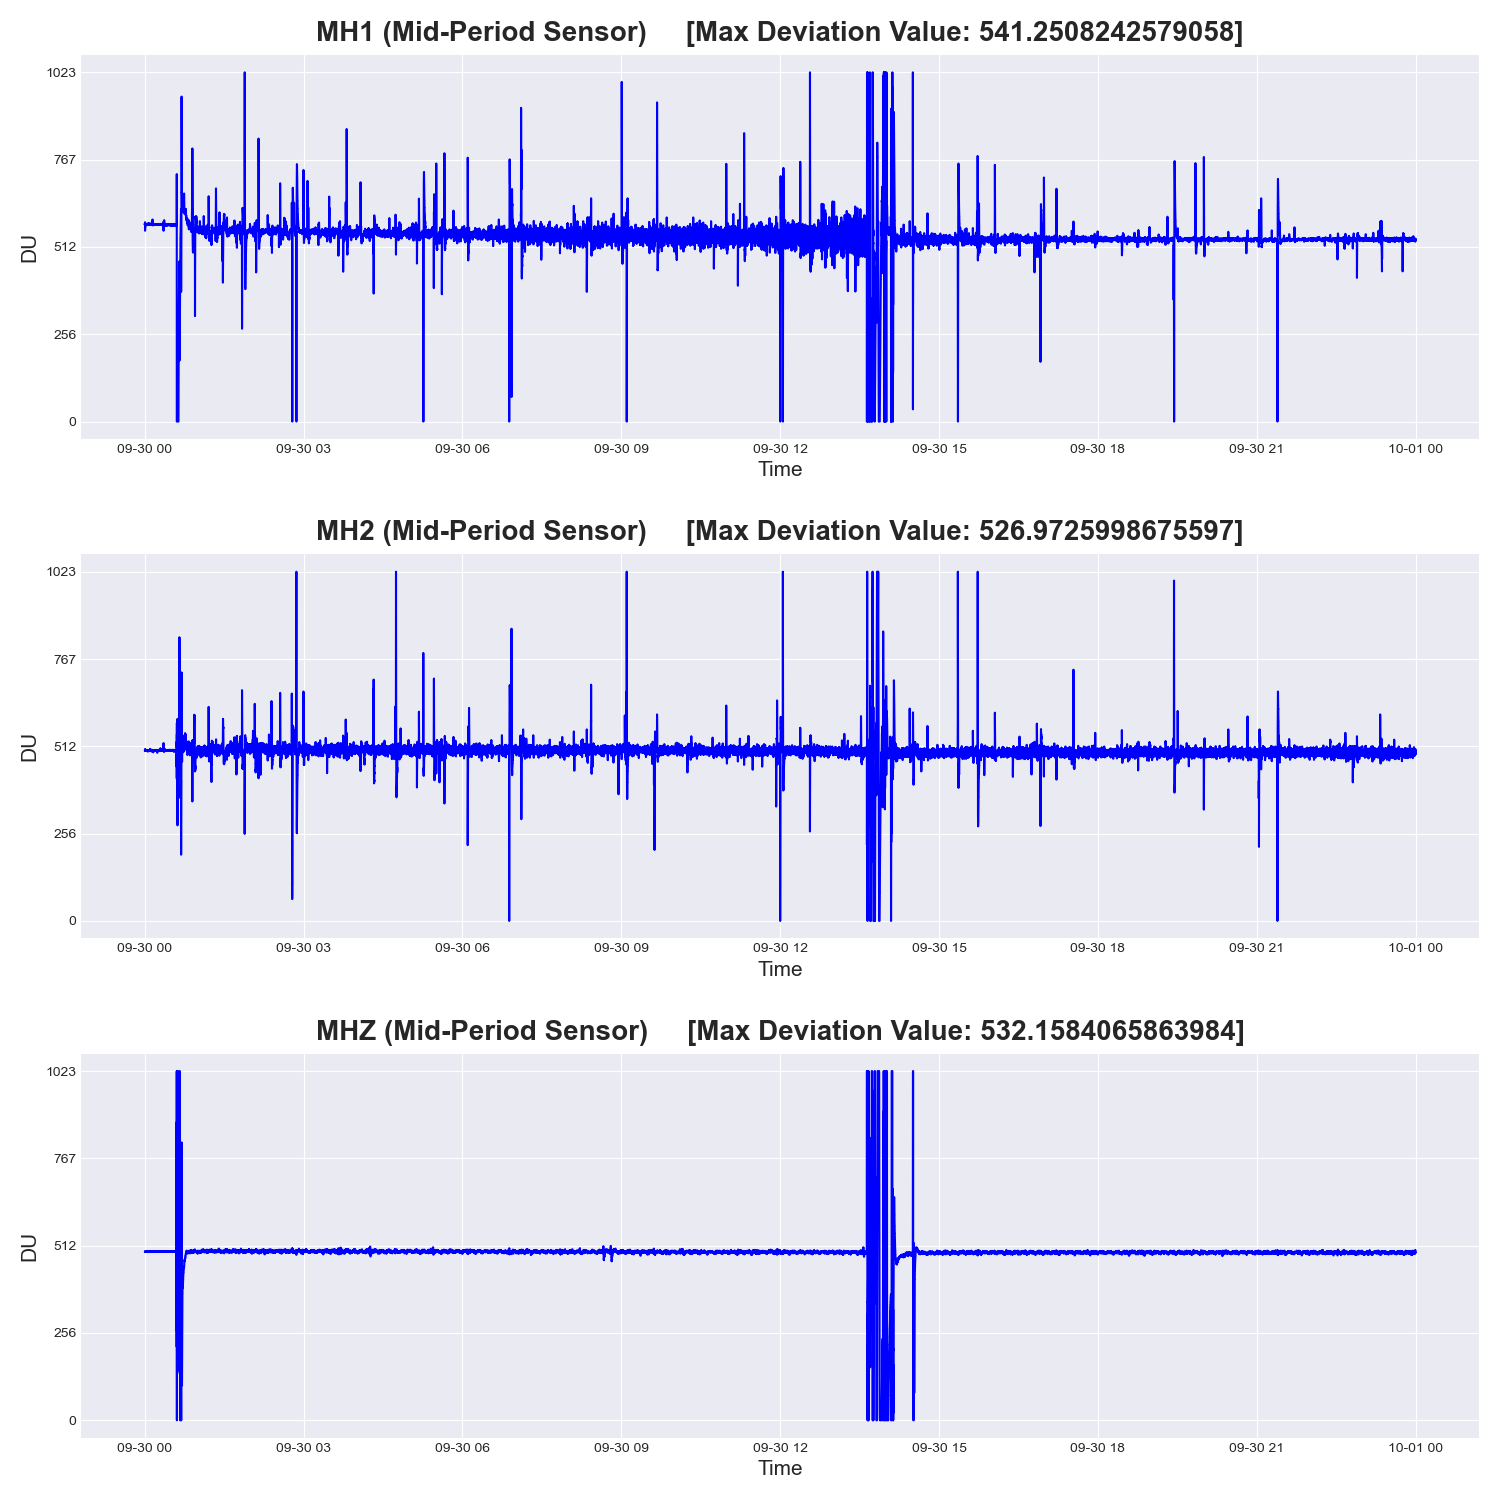 MH1 (Mid-Period Sensor) [Max Deviation Value: 541.2508242579058]
1023
767
512
256
0
DU
09-30 00 09-30 03 09-30 06 09-30 09 09-30 12 09-30 15 09-30 18 09-30 21 10-01 00
Time
MH2 (Mid-Period Sensor) [Max Deviation Value: 526.9725998675597]
1023
767
512
256
0
DU
09-30 00 09-30 03 09-30 06 09-30 09 09-30 12 09-30 15 09-30 18 09-30 21 10-01 00
Time
MHZ (Mid-Period Sensor) [Max Deviation Value: 532.1584065863984]
1023
767
512
256
0
DU
09-30 00 09-30 03 09-30 06 09-30 09 09-30 12 09-30 15 09-30 18 09-30 21 10-01 00
Time